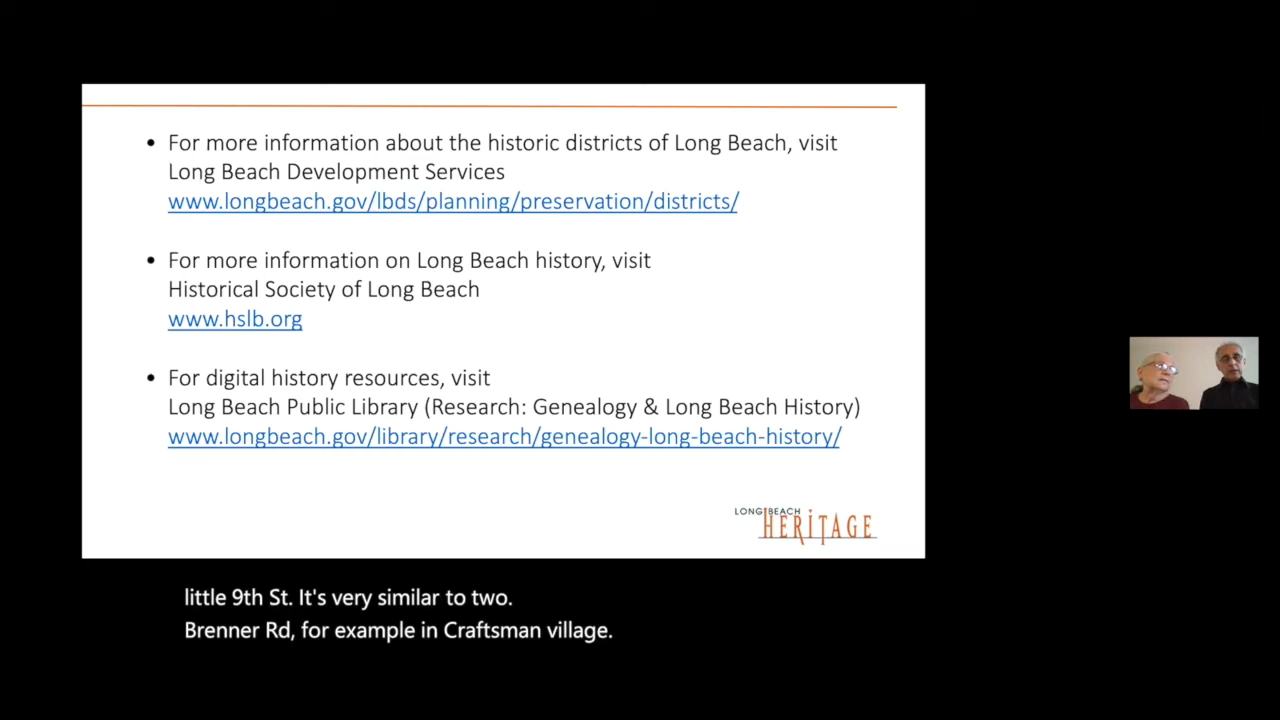 • For more information about the historic districts of Long Beach, visit
Long Beach Development Services
www.longbeach.gov/lbds/planning/preservation/districts/
• For more information on Long Beach history, visit
Historical Society of Long Beach
www.hslb.org
• For digital history resources, visit
Long Beach Public Library (Research: Genealogy & Long Beach History)
www.longbeach.gov/library/research/genealogy-long-beach-history/
LONG BEACH
HERITAGE
little 9th St. It's very similar to two.
Brenner Rd, for example in Craftsman village.